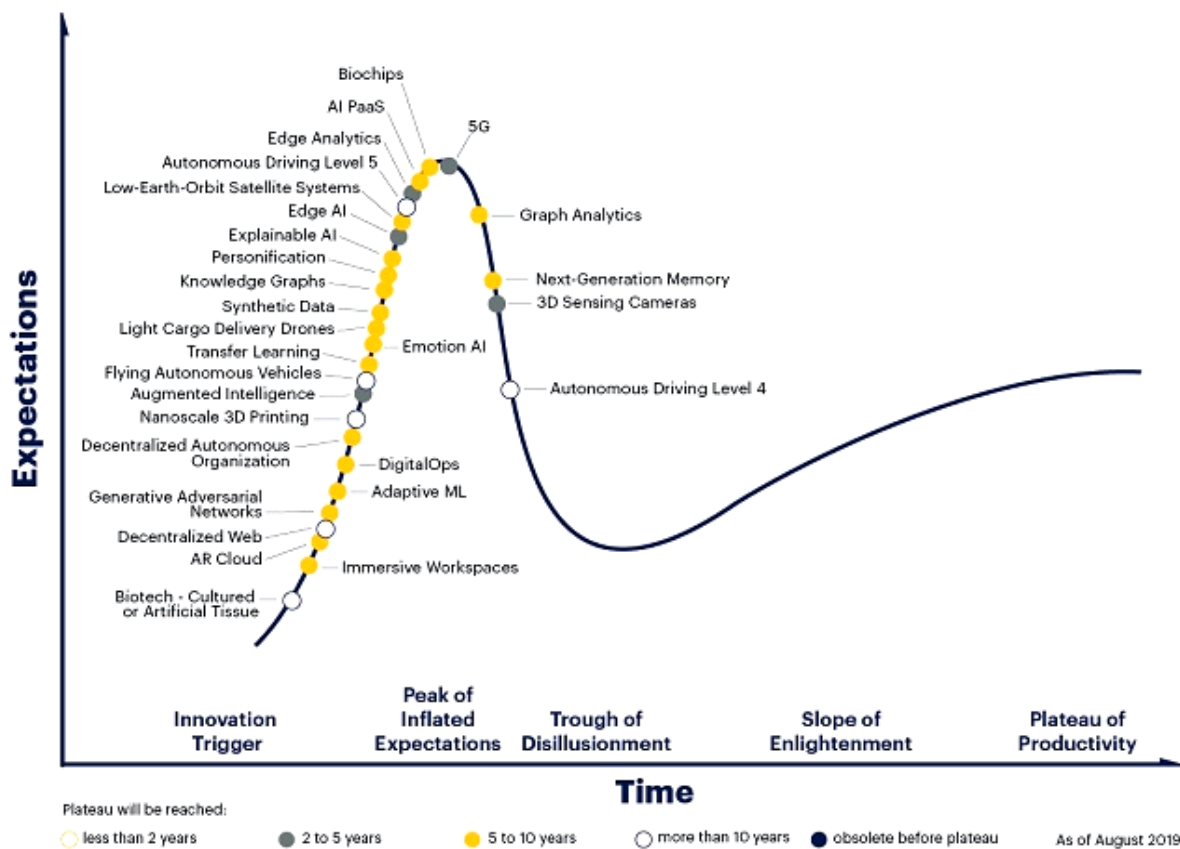 Expectations
Biochips
AI PaaS
Edge Analytics
Autonomous Driving Level 5
Low-Earth-Orbit Satellite Systems
Edge AI
Explainable AI
Personification
Knowledge Graphs
Synthetic Data
Light Cargo Delivery Drones
Transfer Learning
Flying Autonomous Vehicles
Augmented Intelligence
Nanoscale 3D Printing
Decentralized Autonomous
Organization
Generative Adversarial
Networks
Decentralized Web
AR Cloud
Biotech - Cultured
or Artificial Tissue
Emotion AI
DigitalOps
Adaptive ML
Immersive Workspaces
5G
Graph Analytics
Next-Generation Memory
3D Sensing Cameras
Autonomous Driving Level 4
Innovation
Trigger
Peak of
Inflated
Expectations
Trough of
Disillusionment
Slope of
Enlightenment
Plateau of
Productivity
Time
Plateau will be reached:
less than 2 years
2 to 5 years
5 to 10 years
more than 10 years
obsolete before plateau
As of August 2019